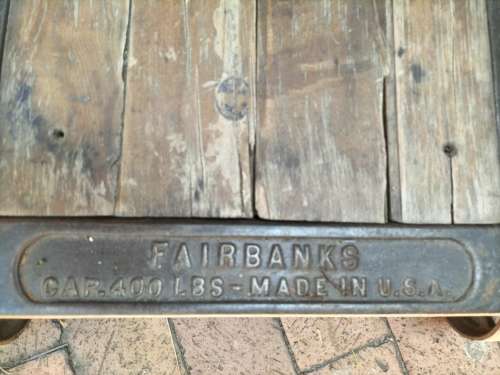 FAIRBANKS
CAP. 400 LBS - MADE IN U.S.A.